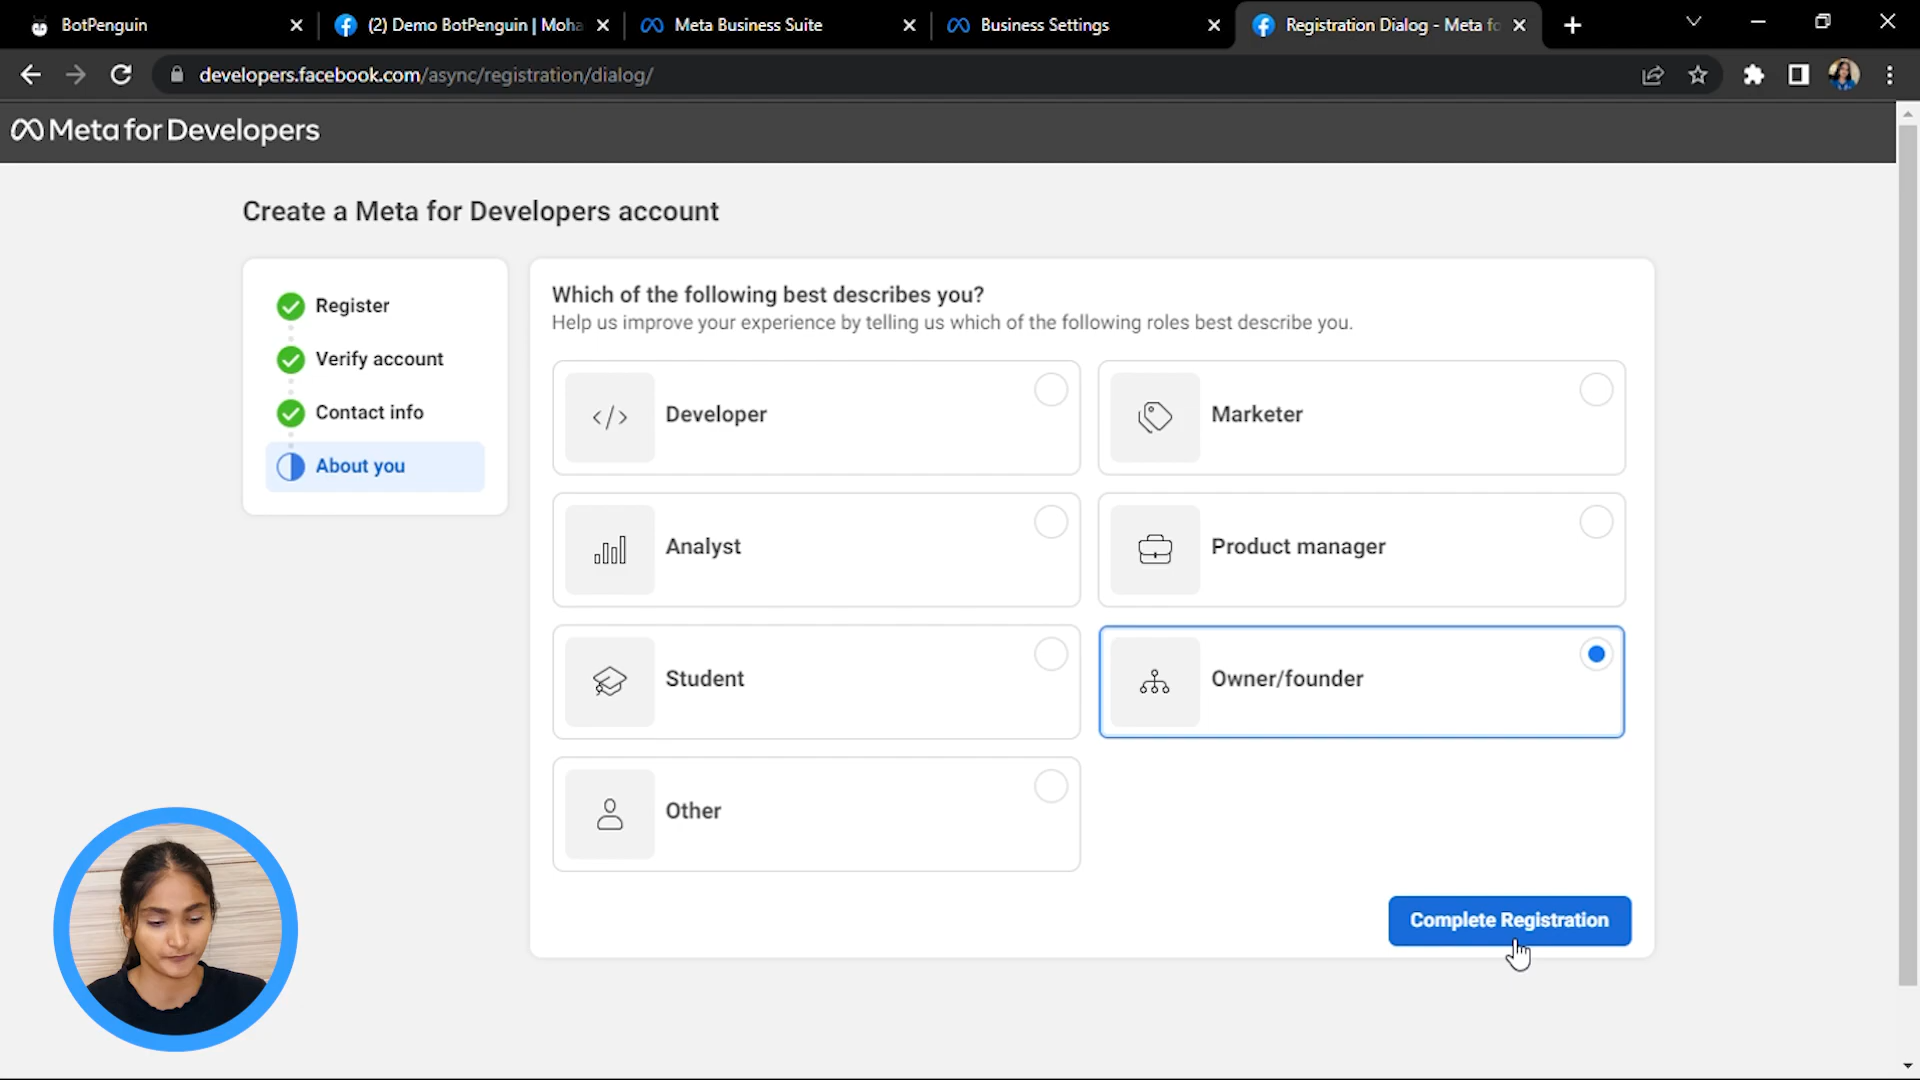 BotPenguin
(2) Demo BotPenguin | Moha
Meta Business Suite
Business Settings
Registration Dialog - Meta fo
developers.facebook.com/async/registration/dialog/
Meta for Developers
Create a Meta for Developers account
Register
Verify account
Contact info
About you
Which of the following best describes you?
Help us improve your experience by telling us which of the following roles best describe you.
Developer
Marketer
Analyst
Product manager
Student
Owner/founder
Other
Complete Registration